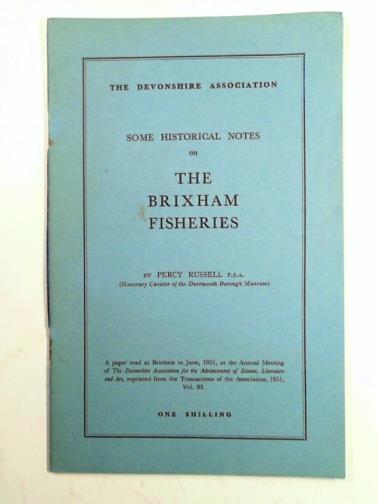 THE DEVONSHIRE ASSOCIATION
SOME HISTORICAL NOTES
on
THE
BRIXHAM
FISHERIES
BY PERCY RUSSELL F.S.A.
(Honorary Curator of the Dartmouth Borough Museum)
A paper read at Brixham in June, 1951, at the Annual Meeting
of The Devonshire Association for the Advancement of Science, Literature
and Art, reprinted from the Transactions of the Association, 1951,
Vol. 83.
ONE SHILLING